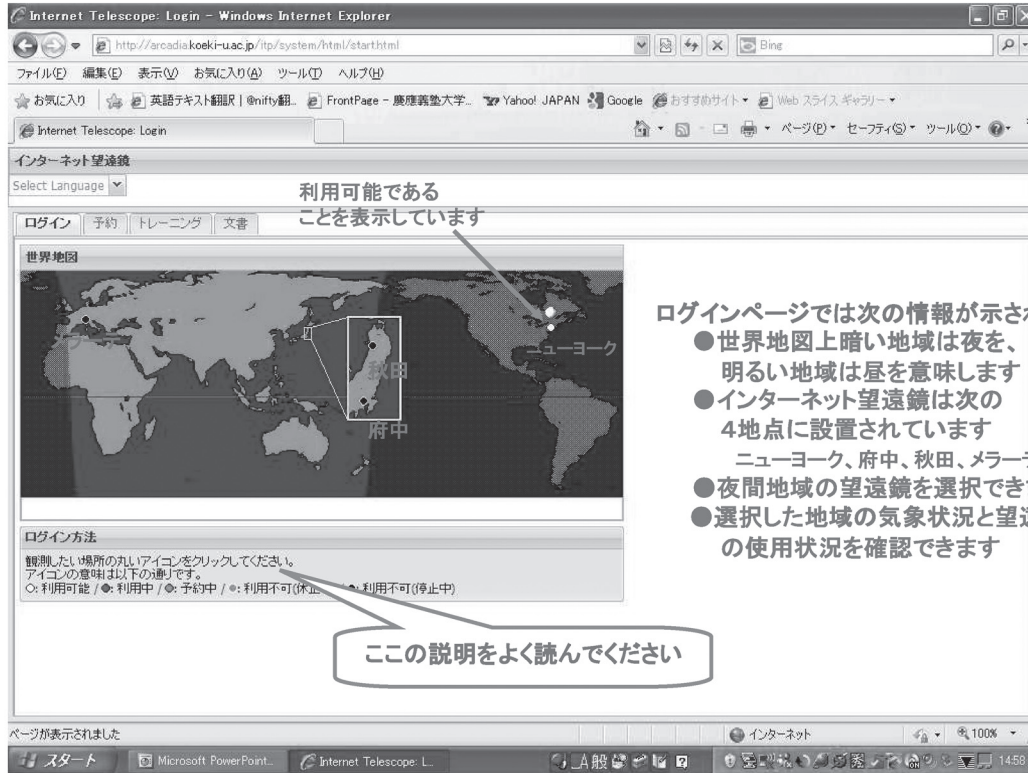 Internet Telescope: Login - Windows Internet Explorer
http://arcadia.koeki-u.ac.jp/itp/system/html/start.html
Bing
ファイル(F) 編集(E) 表示(V) お気に入り(A) ツール(T) ヘルプ(H)
お気に入り 英語テキスト翻訳 | @nifty翻... FrontPage - 慶應義塾大学... Yahoo! JAPAN Google おすすめサイト Web スライス ギャラリー
Internet Telescope: Login
ページ(P) セーフティ(S) ツール(O)
インターネット望遠鏡
Select Language
ログイン 予約 トレーニング 文書
利用可能である
ことを表示しています
世界地図
メラーテ
秋田
府中
ニューヨーク
ログインページでは次の情報が示さ
●世界地図上暗い地域は夜を、
明るい地域は昼を意味します
●インターネット望遠鏡は次の
4地点に設置されています
ニューヨーク、府中、秋田、メラー
●夜間地域の望遠鏡を選択でき
●選択した地域の気象状況と望
の使用状況を確認できます
ログイン方法
観測したい場所の丸いアイコンをクリックしてください。
アイコンの意味は以下の通りです。
○: 利用可能 / ●: 利用中 / ●: 予約中 / ●: 利用不可(休止 ●: 利用不可(停止中)
ここの説明をよく読んでください
ページが表示されました
インターネット
100%
スタート
Microsoft PowerPoint...
Internet Telescope: L...
A 般
14:58